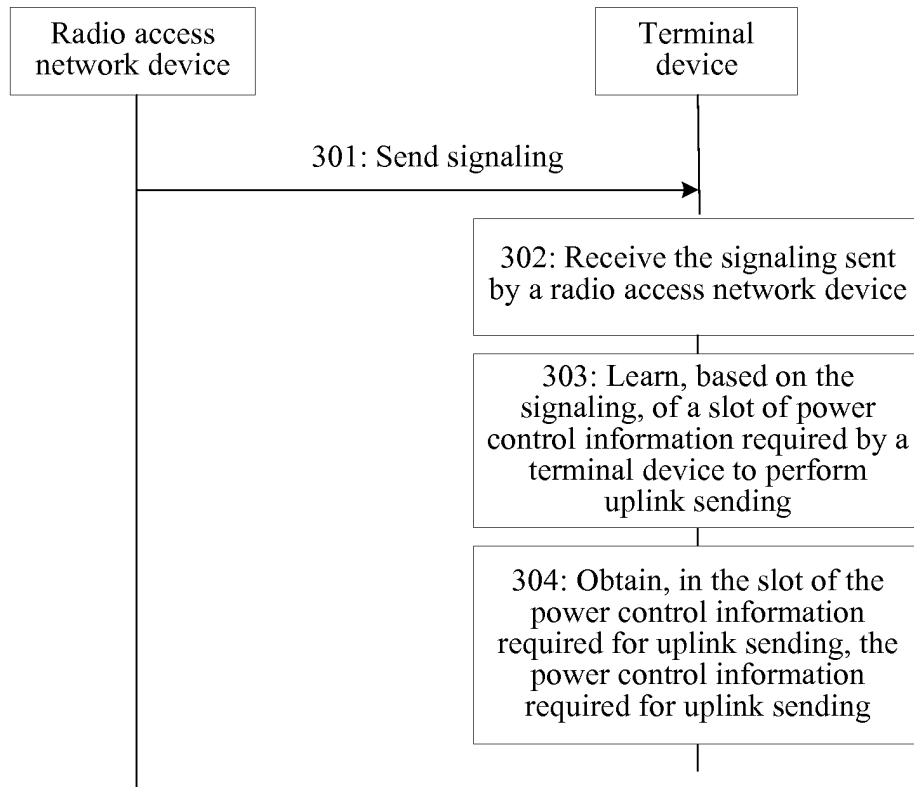 Radio access
network device
Terminal
device
301: Send signaling
302: Receive the signaling sent
by a radio access network device
303: Learn, based on the
signaling, of a slot of power
control information required by a
terminal device to perform
uplink sending
304: Obtain, in the slot of the
power control information
required for uplink sending, the
power control information
required for uplink sending